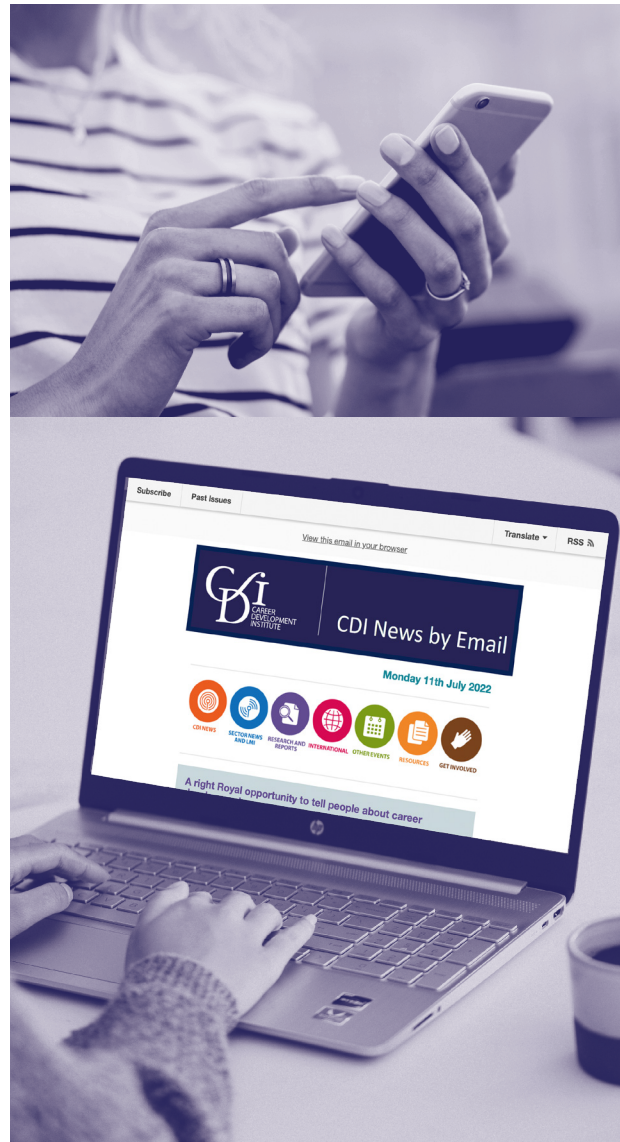 Subscribe
Past Issues
Translate
RSS
View this email in your browser
CDI
CAREER
DEVELOPMENT
INSTITUTE
CDI News by Email
Monday 11th July 2022
CDI NEWS
SECTOR NEWS
AND LMI
RESEARCH AND
REPORTS
INTERNATIONAL
OTHER EVENTS
RESOURCES
GET INVOLVED
A right Royal opportunity to tell people about career
hp